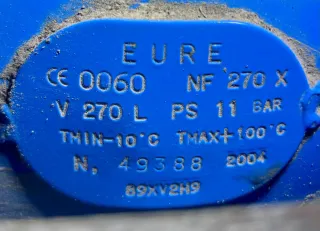 EURE
CE 0060 NF 270 X
V 270 L PS 11 BAR
TMIN-10°C TMAX+100°C
N. 49388 2004
89XV2H9